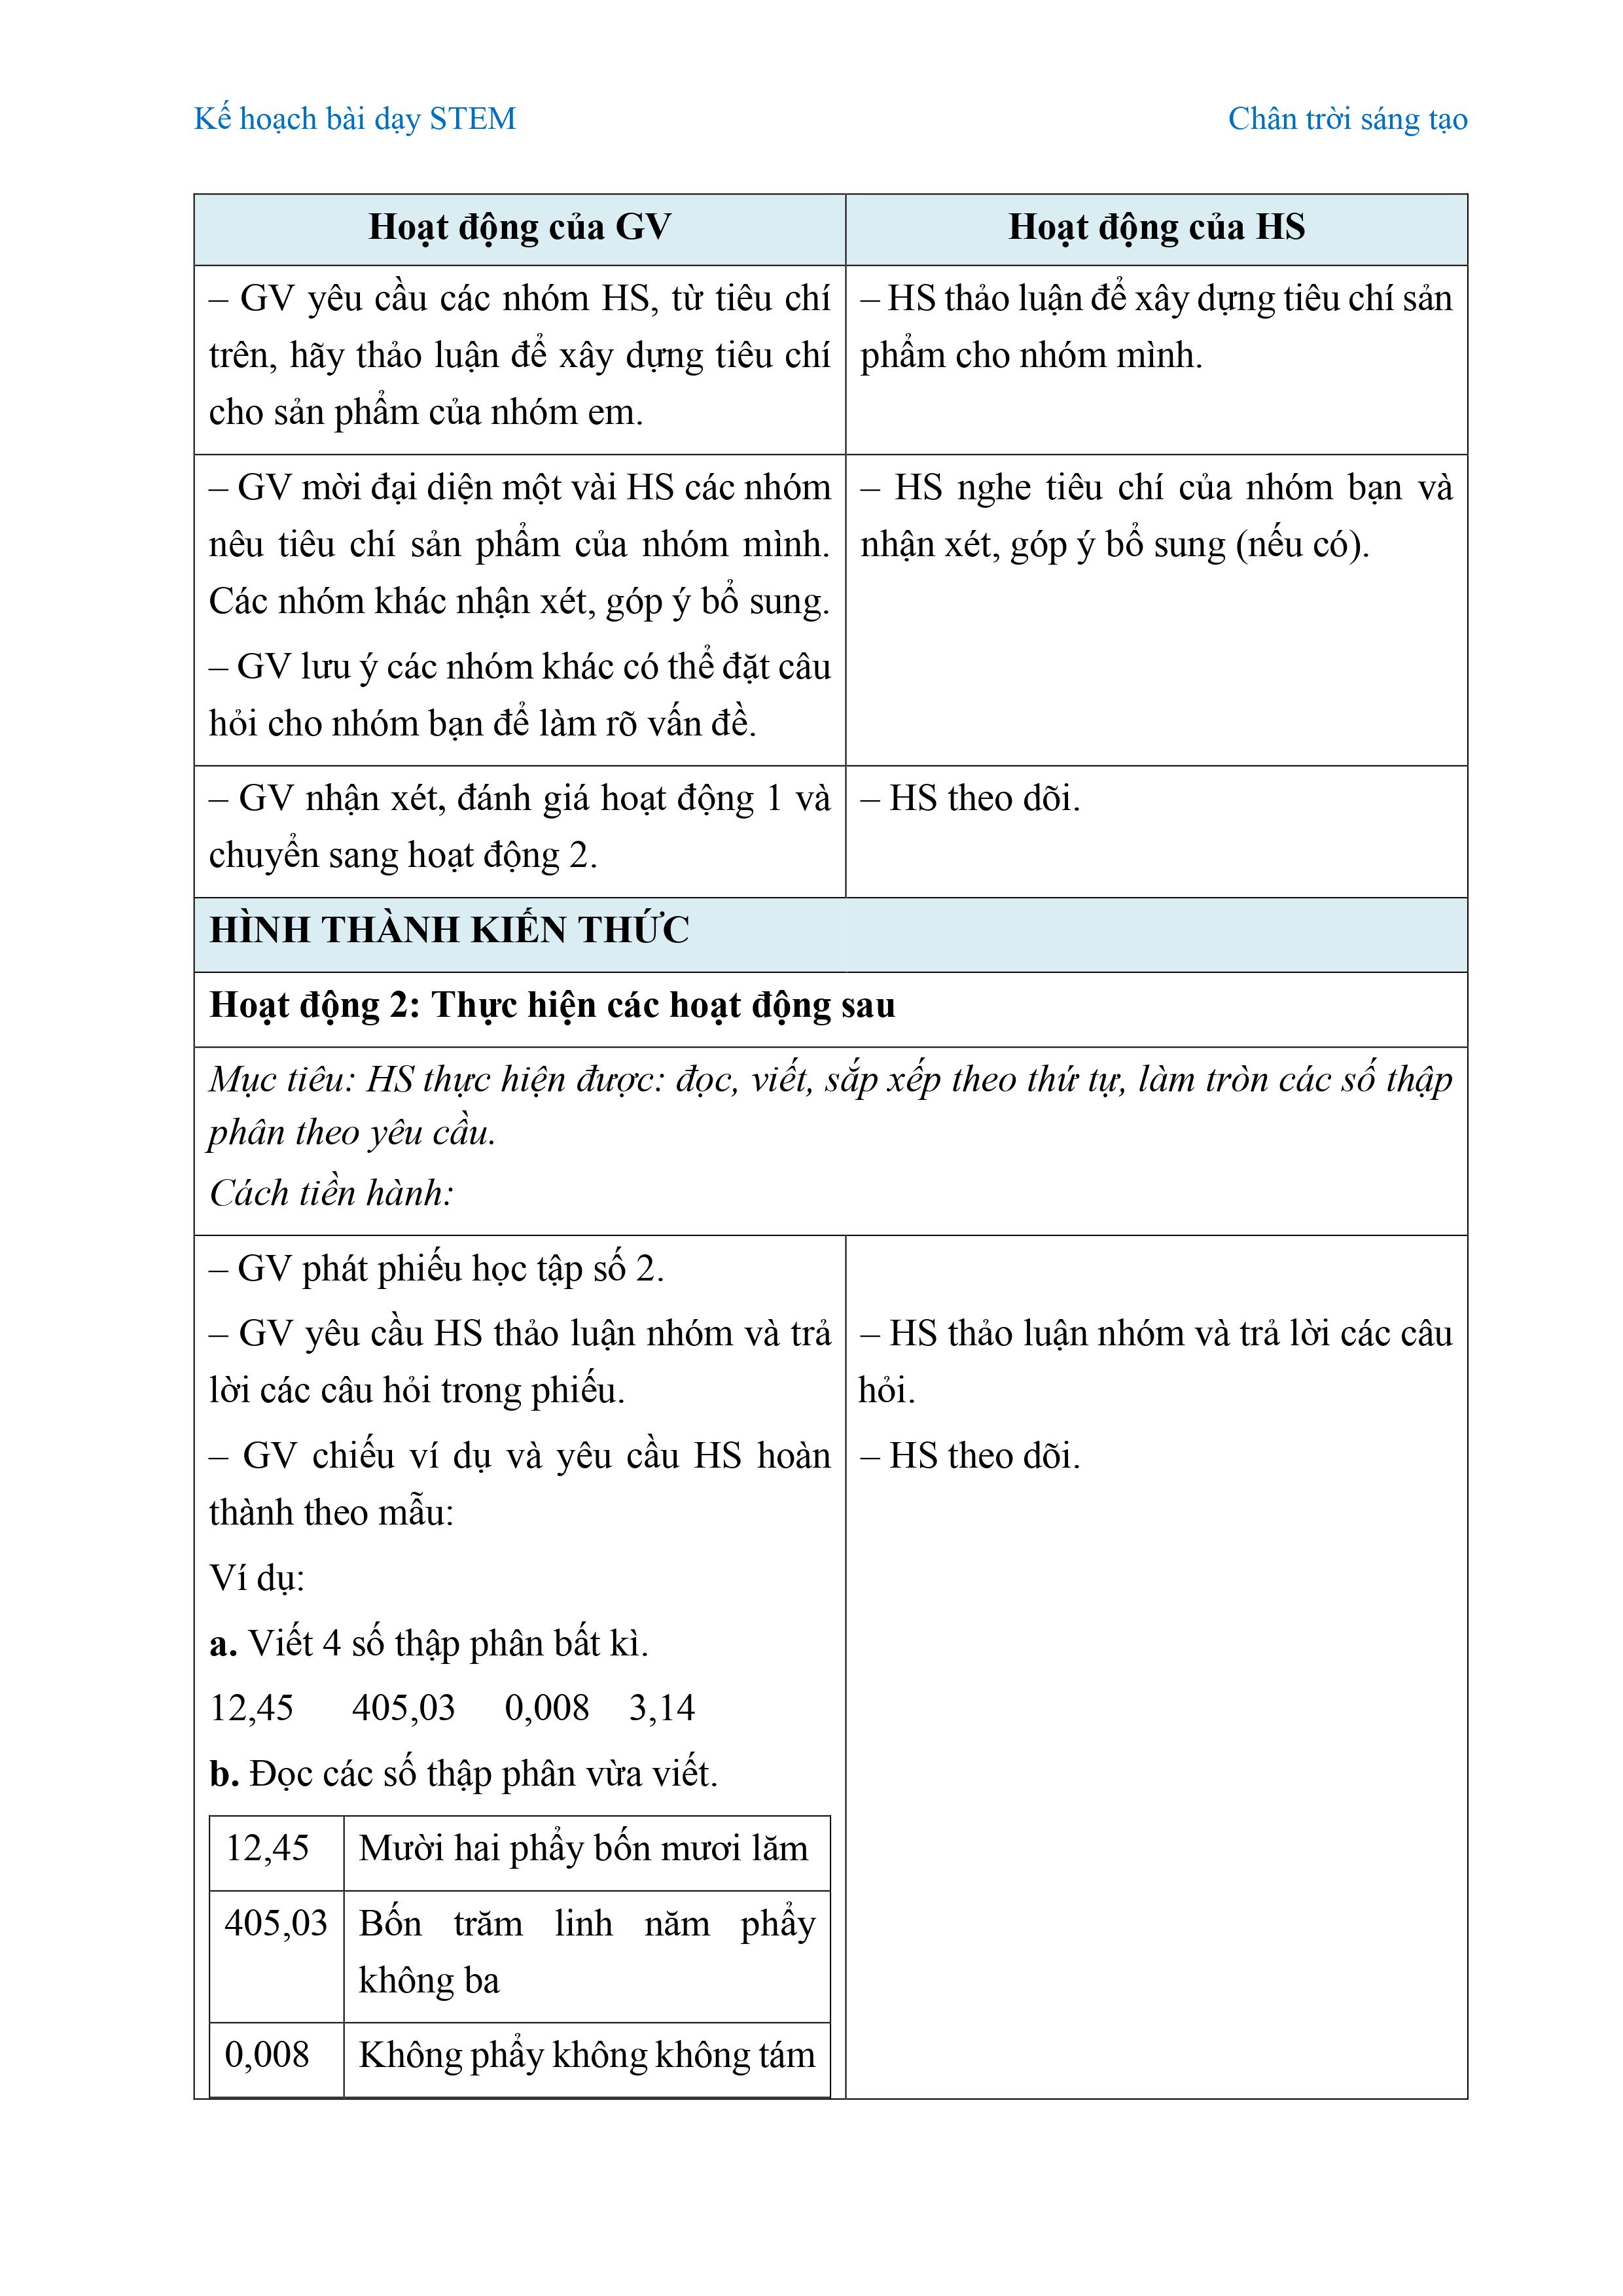 Kế hoạch bài dạy STEM
Chân trời sáng tạo
Hoạt động của GV
Hoạt động của HS
– GV yêu cầu các nhóm HS, từ tiêu chí
trên, hãy thảo luận để xây dựng tiêu chí
cho sản phẩm của nhóm em.
– HS thảo luận để xây dựng tiêu chí sản
phẩm cho nhóm mình.
– GV mời đại diện một vài HS các nhóm
nêu tiêu chí sản phẩm của nhóm mình.
Các nhóm khác nhận xét, góp ý bổ sung.
– GV lưu ý các nhóm khác có thể đặt câu
hỏi cho nhóm bạn để làm rõ vấn đề.
– HS nghe tiêu chí của nhóm bạn và
nhận xét, góp ý bổ sung (nếu có).
– GV nhận xét, đánh giá hoạt động 1 và
chuyển sang hoạt động 2.
– HS theo dõi.
HÌNH THÀNH KIẾN THỨC
Hoạt động 2: Thực hiện các hoạt động sau
Mục tiêu: HS thực hiện được: đọc, viết, sắp xếp theo thứ tự, làm tròn các số thập
phân theo yêu cầu.
Cách tiền hành:
– GV phát phiếu học tập số 2.
– GV yêu cầu HS thảo luận nhóm và trả
lời các câu hỏi trong phiếu.
– GV chiếu ví dụ và yêu cầu HS hoàn
thành theo mẫu:
Ví dụ:
a. Viết 4 số thập phân bất kì.
12,45 405,03 0,008 3,14
b. Đọc các số thập phân vừa viết.
12,45 Mười hai phẩy bốn mươi lăm
405,03 Bốn trăm linh năm phẩy
không ba
0,008 Không phẩy không không tám
– HS thảo luận nhóm và trả lời các câu
hỏi.
– HS theo dõi.